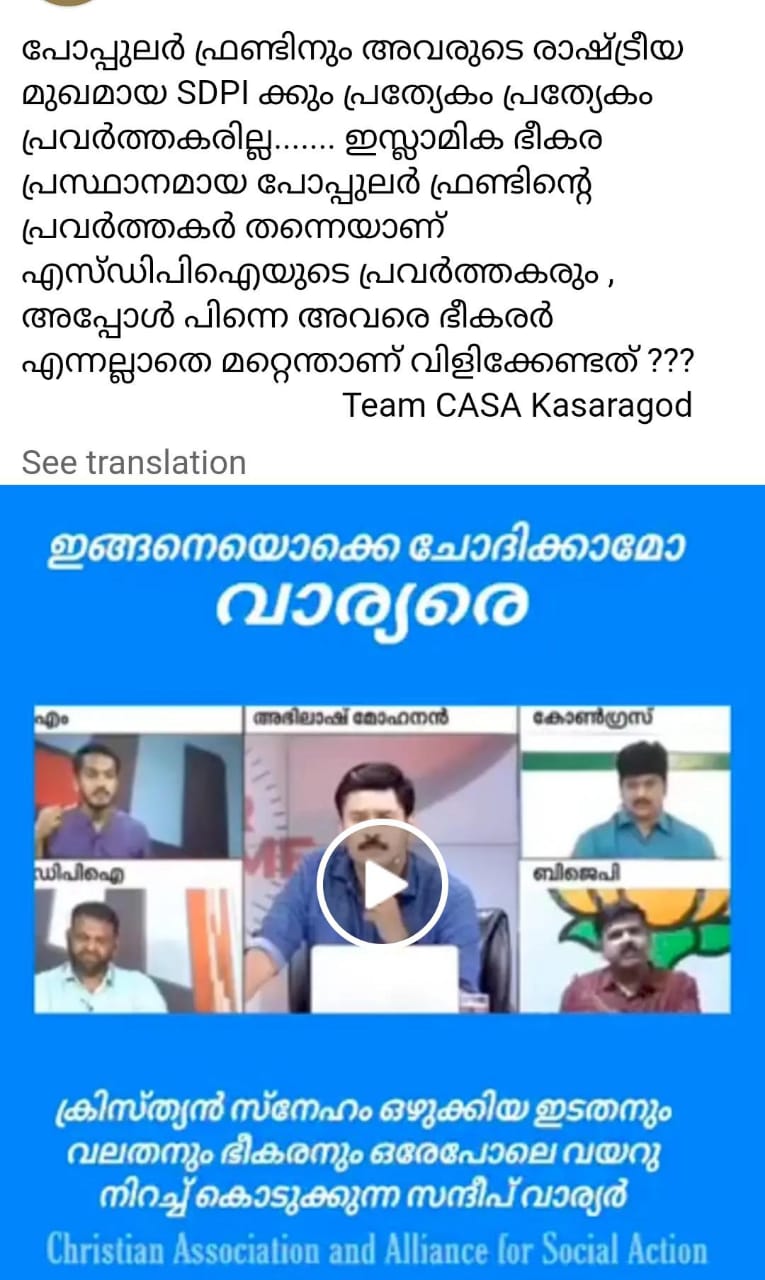 പോപ്പുലർ ഫ്രണ്ടിനും അവരുടെ രാഷ്ട്രീയ
മുഖമായ SDPI ക്കും പ്രത്യേകം പ്രത്യേകം
പ്രവർത്തകരില്ല....... ഇസ്ലാമിക ഭീകര
പ്രസ്ഥാനമായ പോപ്പുലർ ഫ്രണ്ടിന്റെ
പ്രവർത്തകർ തന്നെയാണ്
എസ്ഡിപിഐയുടെ പ്രവർത്തകരും ,
അപ്പോൾ പിന്നെ അവരെ ഭീകരർ
എന്നല്ലാതെ മറ്റെന്താണ് വിളിക്കേണ്ടത് ???
Team CASA Kasaragod
See translation
ഇങ്ങനെയൊക്കെ ചോദിക്കാമോ
വാര്യരെ
എം
അഭിലാഷ് മോഹനൻ
കോൺഗ്രസ്
ഡിപിഐ
ബിജെപി
ക്രിസ്ത്യൻ സ്നേഹം ഒഴുക്കിയ ഇടതനും
വലതനും ഭീകരനും ഒരേപോലെ വയറു
നിറച്ച് കൊടുക്കുന്ന സന്ദീപ് വാര്യർ
Christian Association and Alliance for Social Action